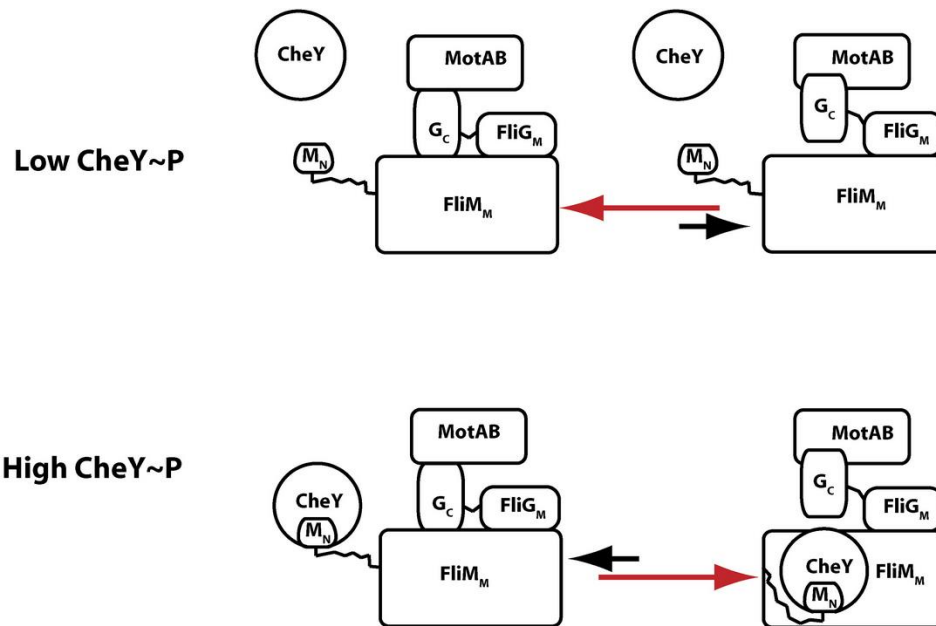 CheY
MotAB
G_C
FliG_M
M_N
FliM_M
Low CheY~P
CheY
MotAB
G_C
FliG_M
M_N
FliM_M
High CheY~P
MotAB
CheY
G_C
FliG_M
M_N
FliM_M
MotAB
G_C
FliG_M
CheY
FliM_M
M_N